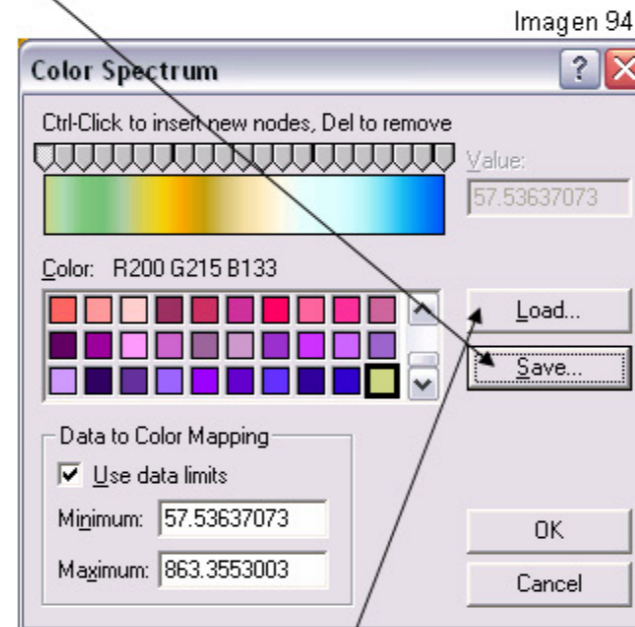 Imagen 94
Color Spectrum
Ctrl-Click to insert new nodes, Del to remove
Value:
57.53637073
Color: R200 G215 B133
Load...
Save...
Data to Color Mapping
Use data limits
Minimum: 57.53637073
Maximum: 863.3553003
OK
Cancel